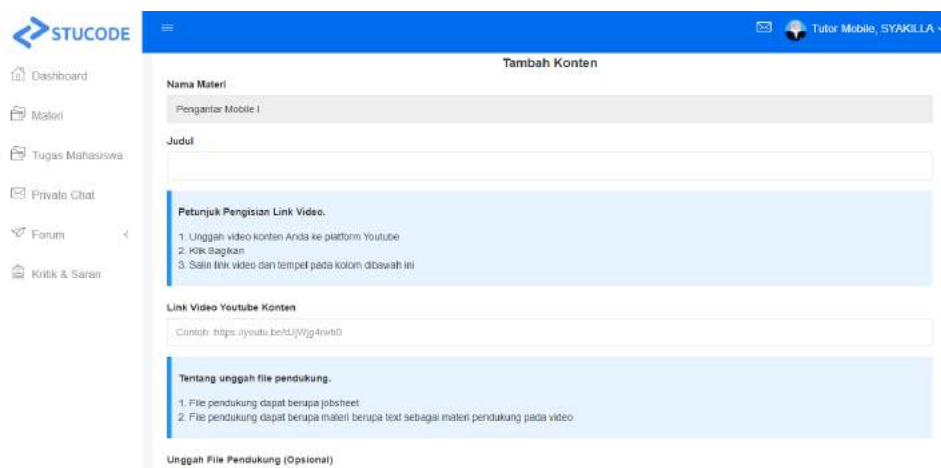 STUCODE
Tutor Mobile, SYAKILLA
Dashboard
Materi
Tugas Mahasiswa
Private Chat
Forum
Kritik & Saran
Tambah Konten
Nama Materi
Pengantar Mobile I
Judul
Petunjuk Pengisian Link Video.
1. Unggah video konten Anda ke platform Youtube
2. Klik Bagikan
3. Salin link video dan tempel pada kolom dibawah ini
Link Video Youtube Konten
Contoh: https://youtu.be/
Tentang unggah file pendukung.
1. File pendukung dapat berupa jobsheet
2. File pendukung dapat berupa materi berupa text sebagai materi pendukung pada video
Unggah File Pendukung (Opsional)